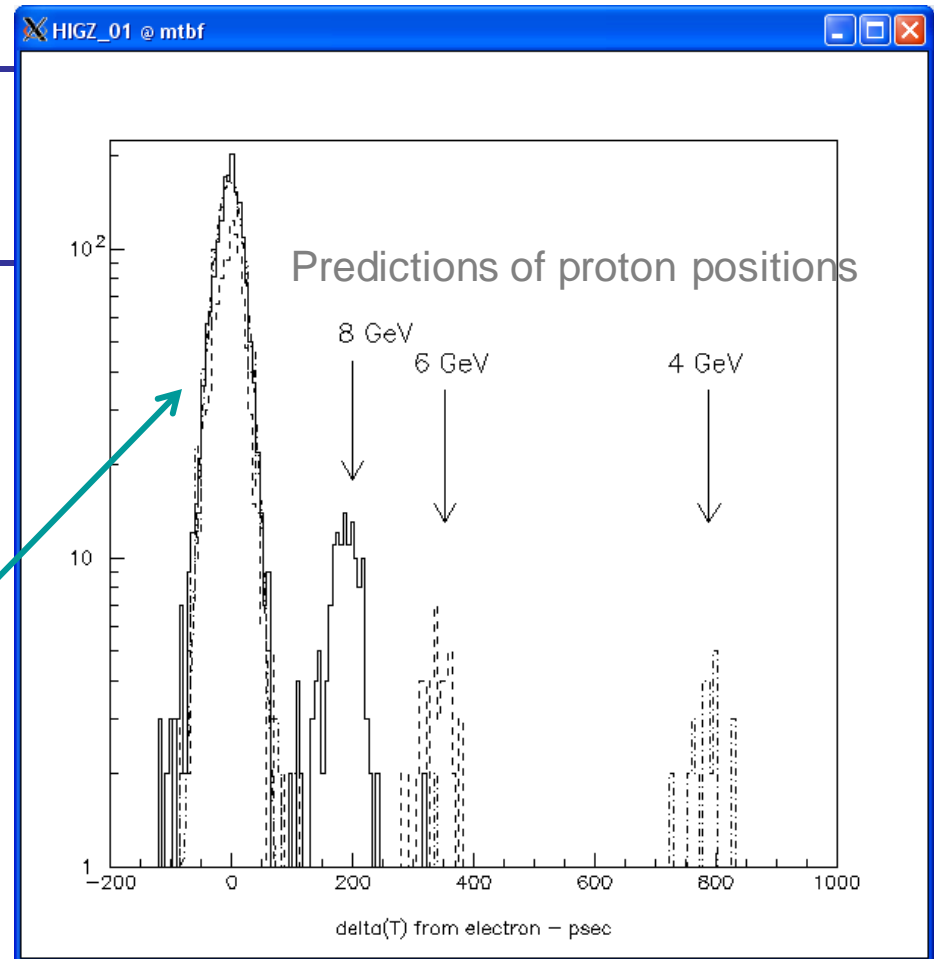 HIGZ_01 @ mtbf
Predictions of proton positions
8 GeV
6 GeV
4 GeV
10²
10
1
−200 0 200 400 600 800 1000
delta(T) from electron − psec